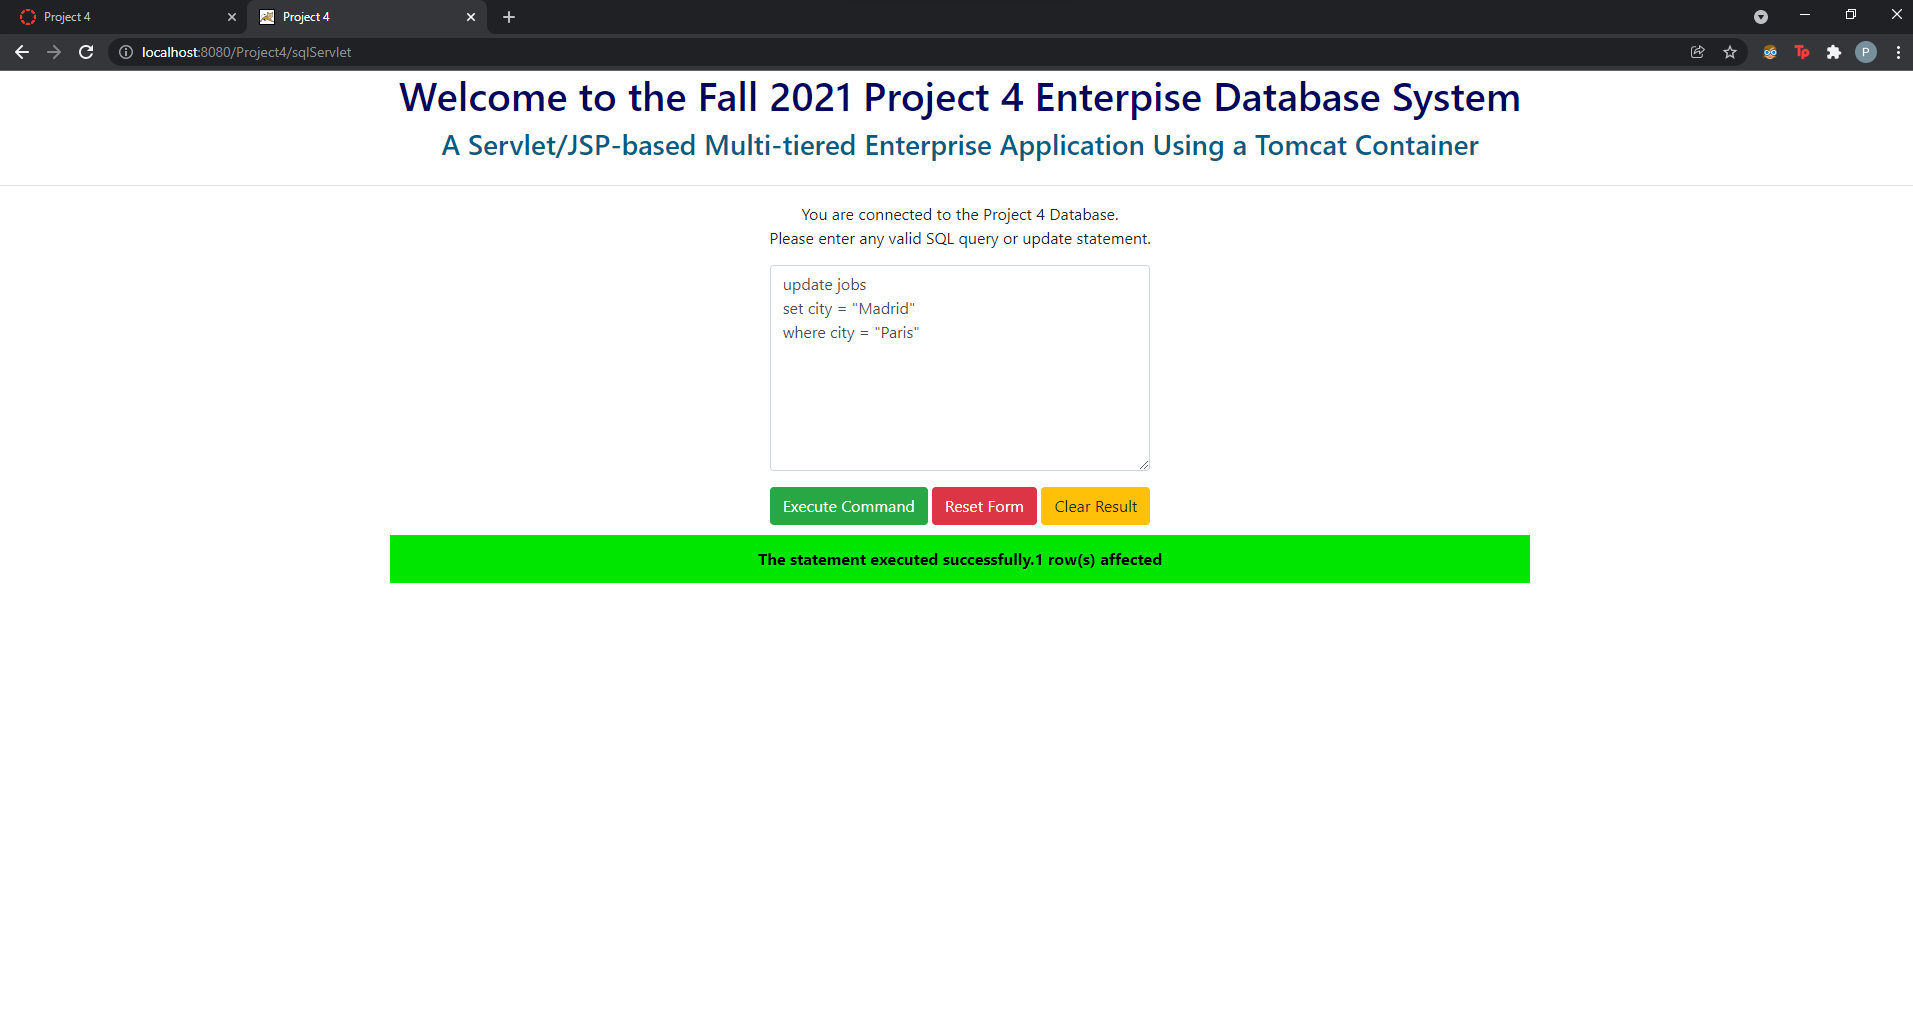 Project 4
Project 4
localhost:8080/Project4/sqlServlet
Tp
P
Welcome to the Fall 2021 Project 4 Enterpise Database System
A Servlet/JSP-based Multi-tiered Enterprise Application Using a Tomcat Container
You are connected to the Project 4 Database.
Please enter any valid SQL query or update statement.
update jobs
set city = "Madrid"
where city = "Paris"
Execute Command
Reset Form
Clear Result
The statement executed successfully.1 row(s) affected